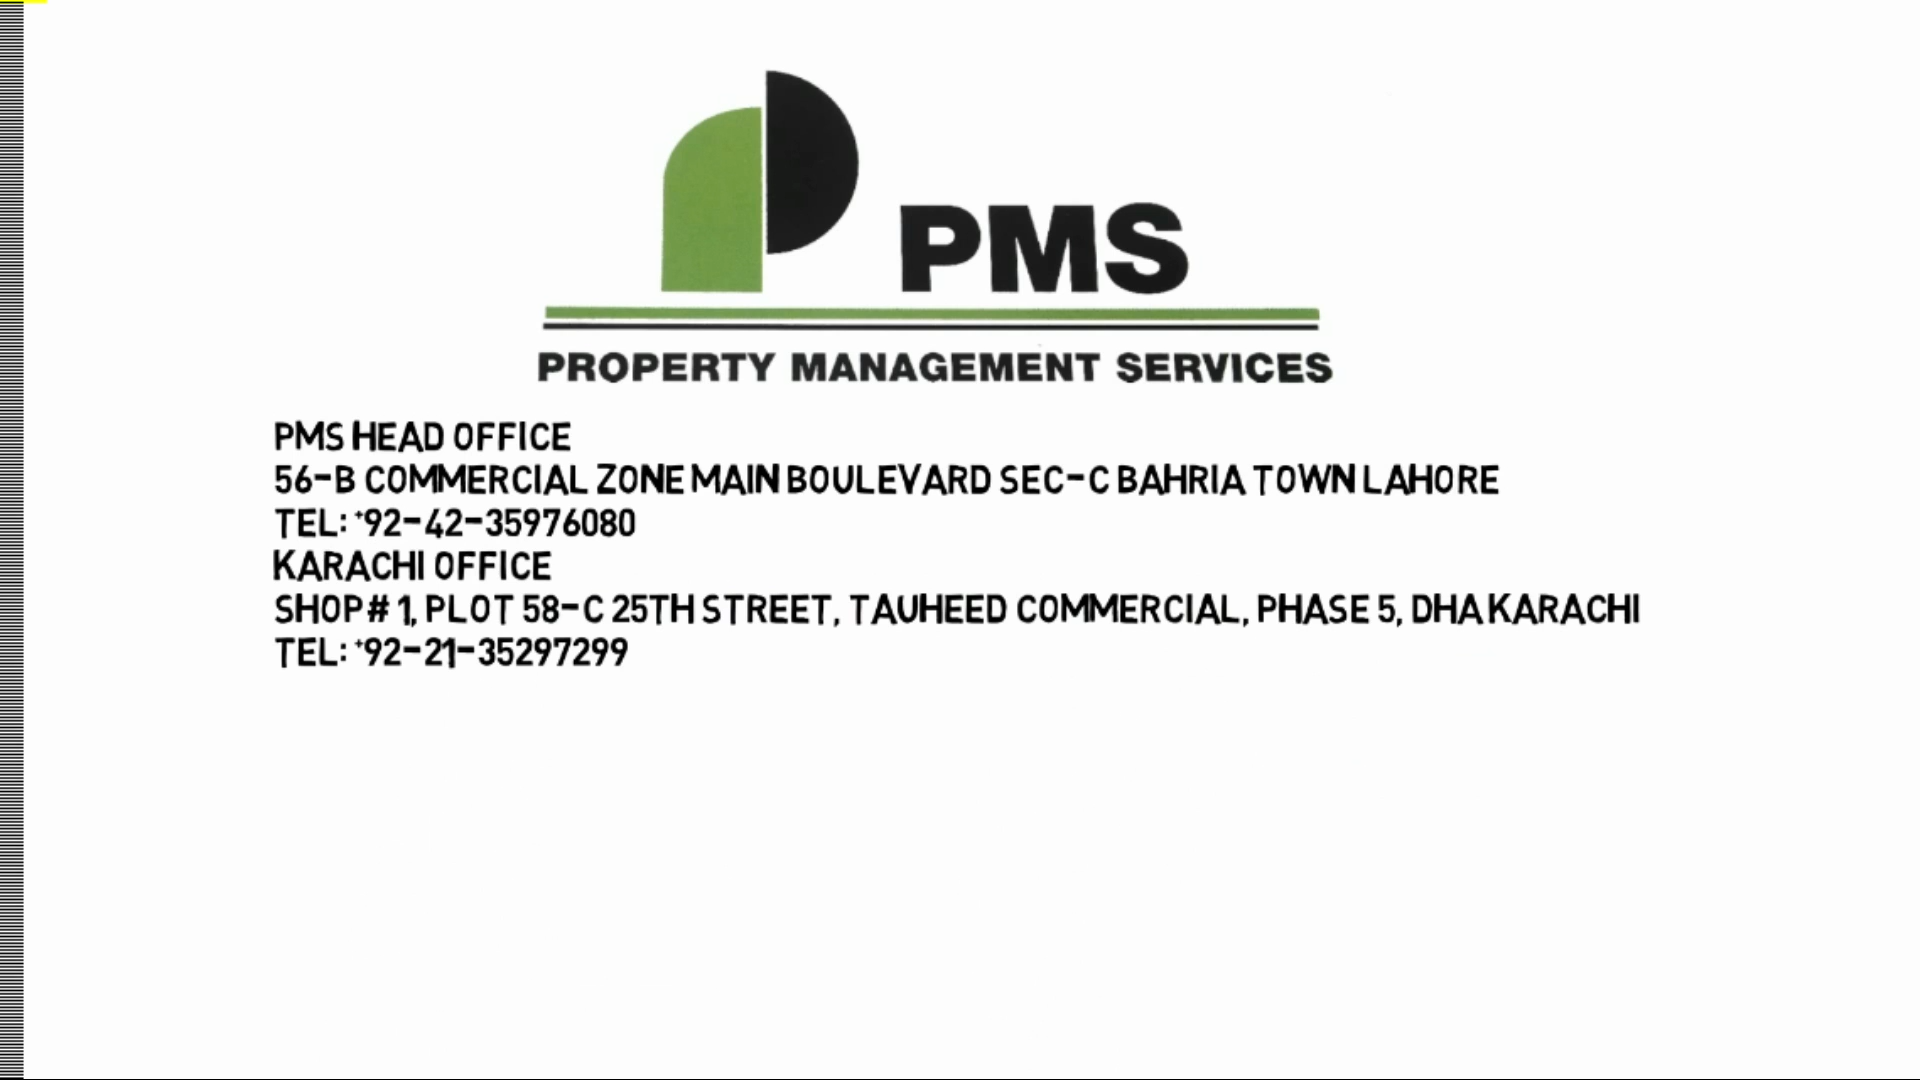 PMS
PROPERTY MANAGEMENT SERVICES
PMS HEAD OFFICE
56-B COMMERCIAL ZONE MAIN BOULEVARD SEC-C BAHRIA TOWN LAHORE
TEL: +92-42-35976080
KARACHI OFFICE
SHOP# 1, PLOT 58-C 25TH STREET, TAUHEED COMMERCIAL, PHASE 5, DHA KARACHI
TEL: +92-21-35297299